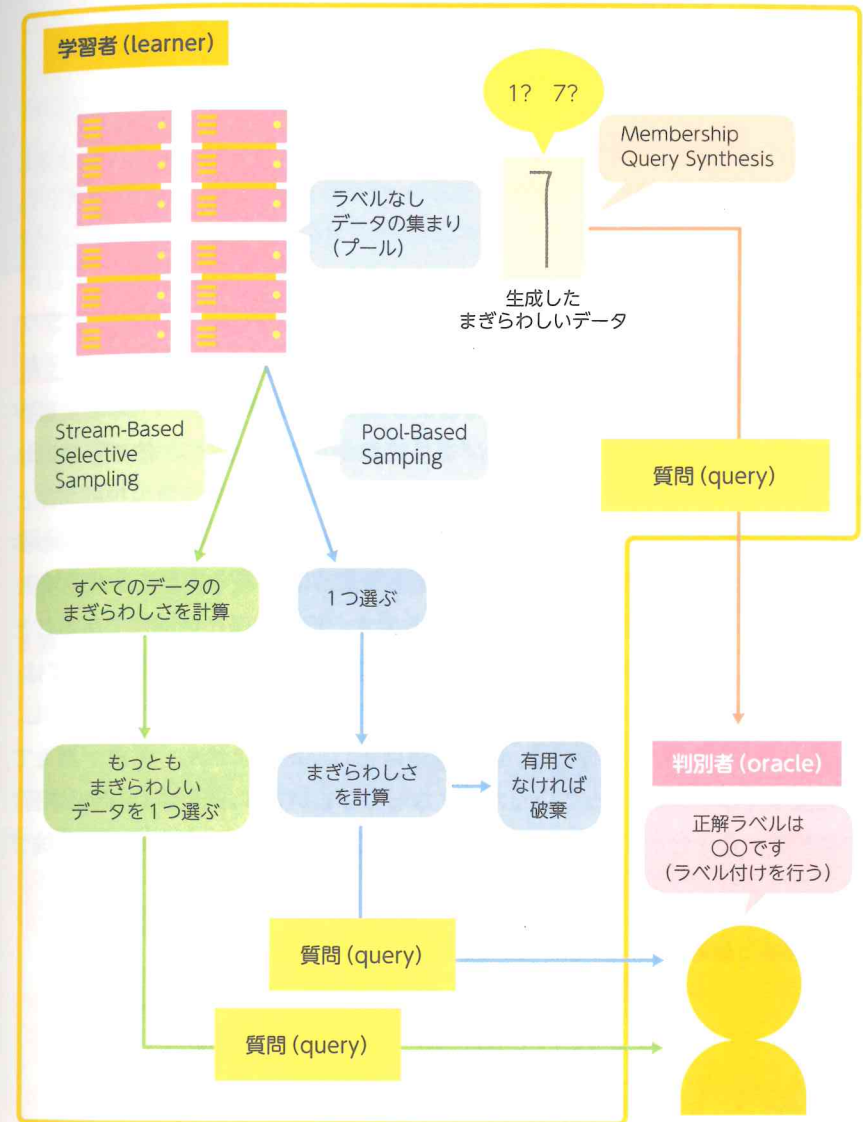 学習者 (learner)
1? 7?
Membership
Query Synthesis
ラベルなし
データの集まり
(プール)
生成した
まぎらわしいデータ
Stream-Based
Selective
Sampling
Pool-Based
Samping
質問 (query)
すべてのデータの
まぎらわしさを計算
1つ選ぶ
もっとも
まぎらわしい
データを1つ選ぶ
まぎらわしさ
を計算
有用で
なければ
破棄
判別者 (oracle)
正解ラベルは
〇〇です
(ラベル付けを行う)
質問 (query)
質問 (query)